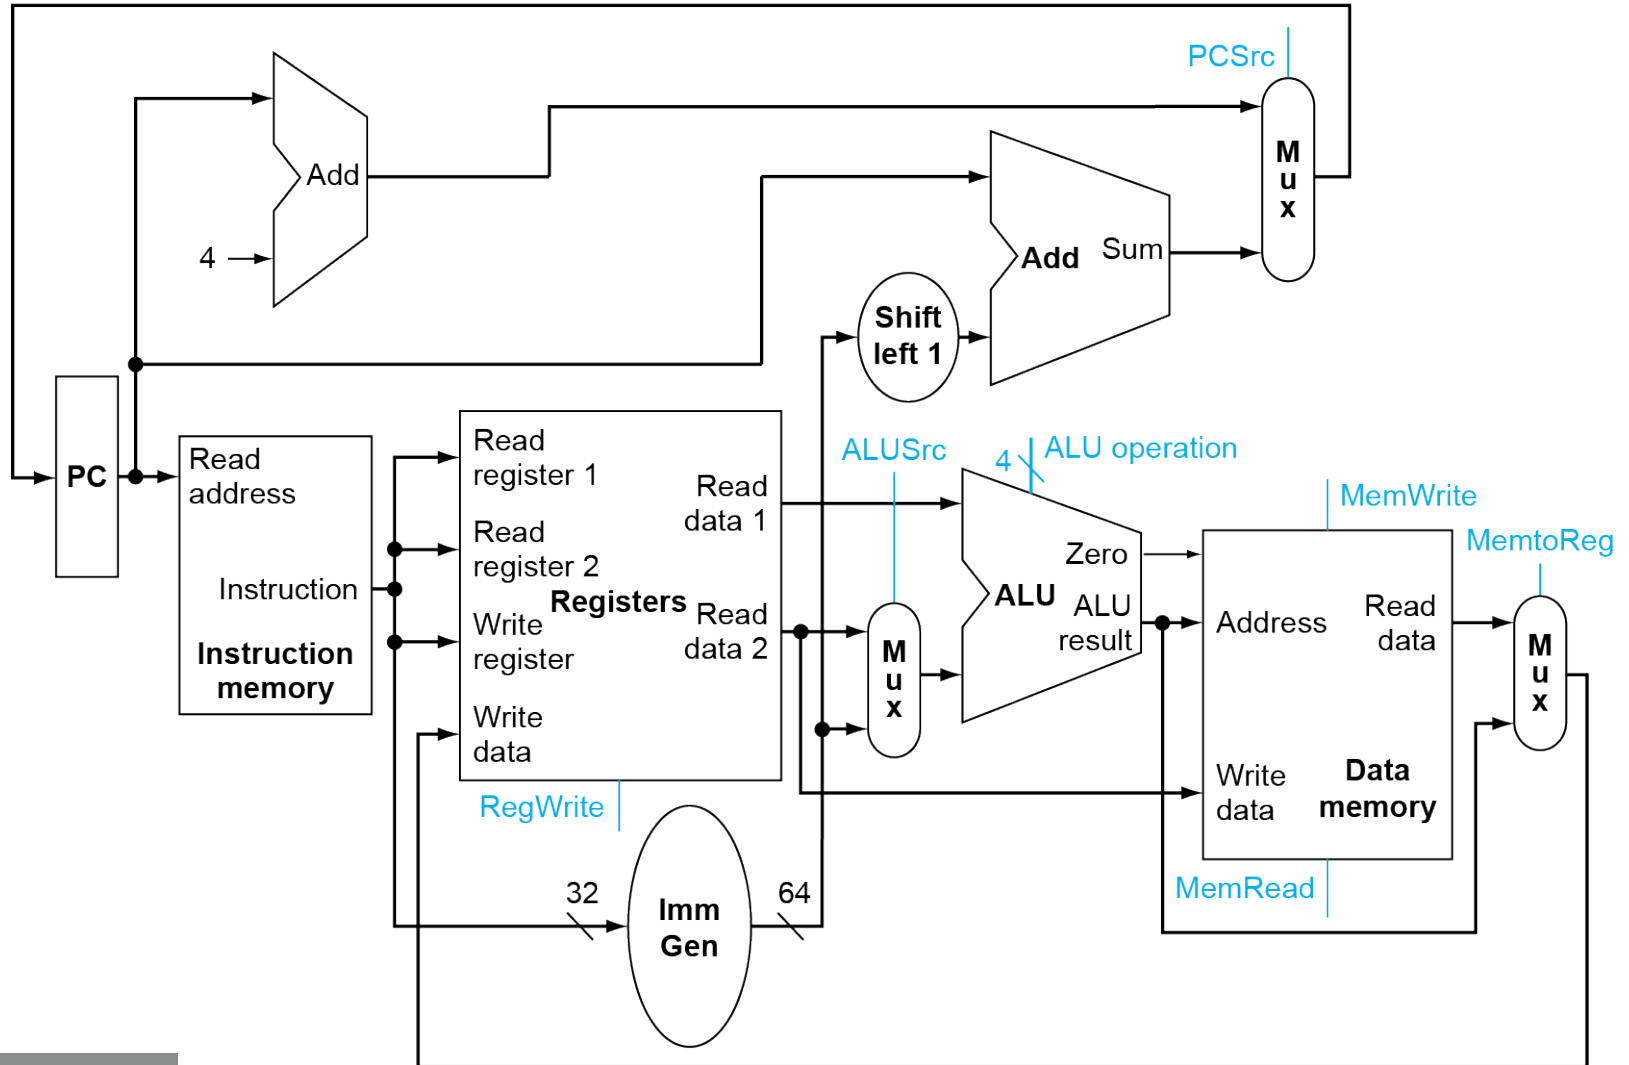 PCSrc
M
u
x
Add
4
Add Sum
Shift
left 1
PC
Read
address
Instruction
Instruction
memory
Read
register 1
Read
register 2
Write
register
Write
data
Registers
Read
data 1
Read
data 2
RegWrite
ALUSrc
M
u
x
4
ALU operation
Zero
ALU
ALU
result
MemWrite
Address
Read
data
Write
data
Data
memory
MemRead
MemtoReg
M
u
x
32
Imm
Gen
64